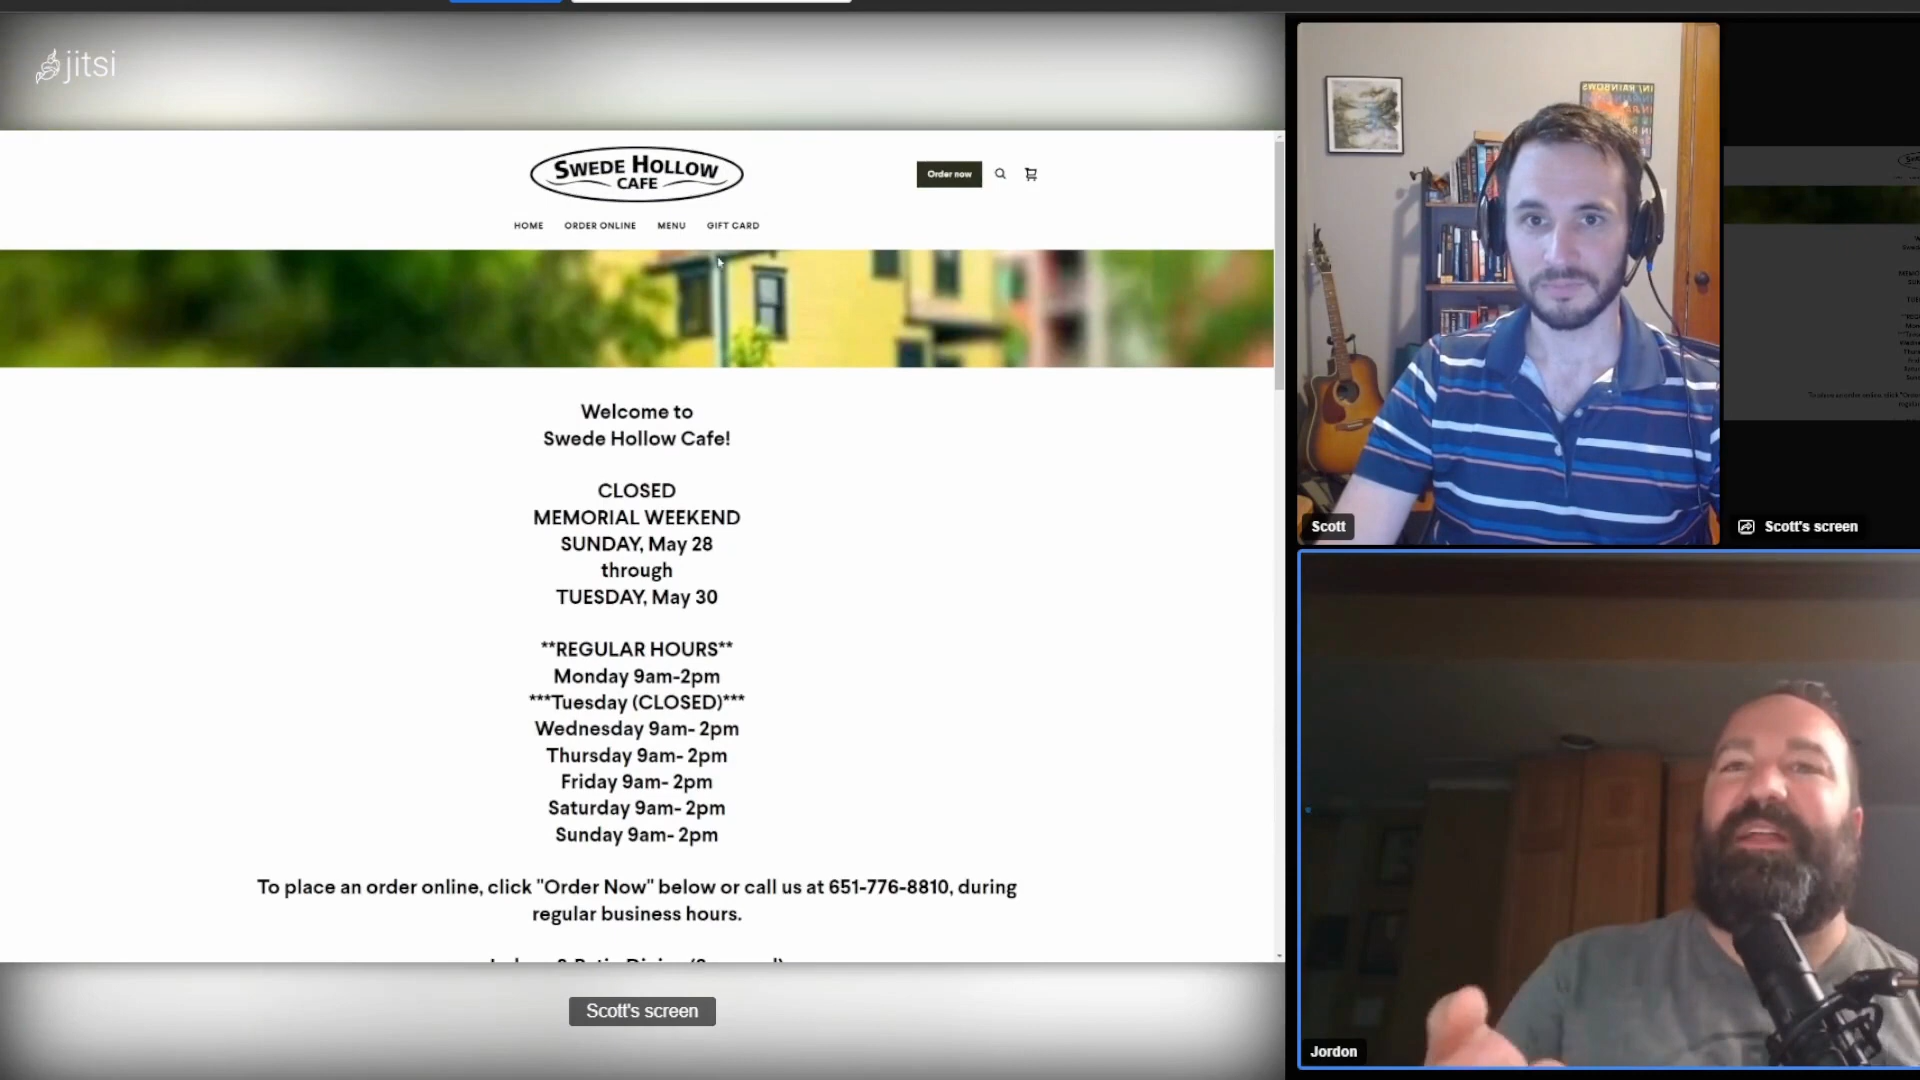 jitsi
SWEDE HOLLOW
CAFE
Order now
HOME ORDER ONLINE MENU GIFT CARD
Welcome to
Swede Hollow Cafe!
CLOSED
MEMORIAL WEEKEND
SUNDAY, May 28
through
TUESDAY, May 30
**REGULAR HOURS**
Monday 9am-2pm
***Tuesday (CLOSED)***
Wednesday 9am- 2pm
Thursday 9am- 2pm
Friday 9am- 2pm
Saturday 9am- 2pm
Sunday 9am- 2pm
To place an order online, click "Order Now" below or call us at 651-776-8810, during
regular business hours.
Scott's screen
Scott
Scott's screen
Jordon